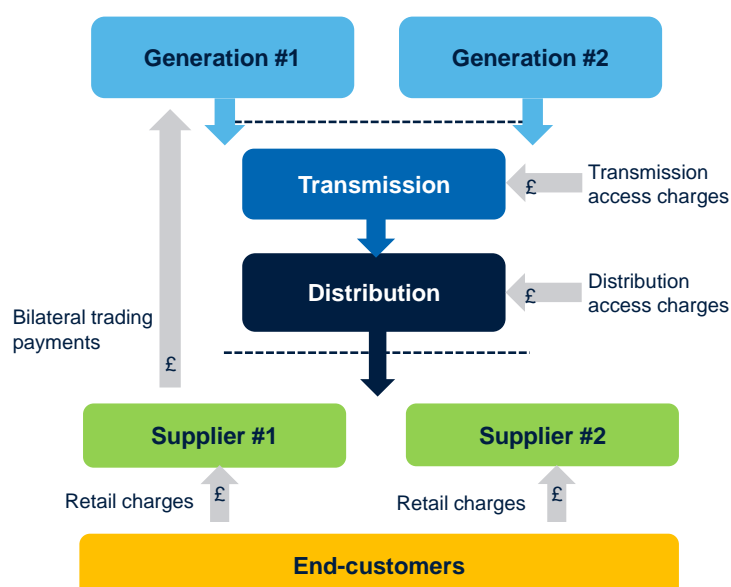 Generation #1
Generation #2
Transmission
£
Transmission
access charges
Distribution
£
Distribution
access charges
Bilateral trading
payments
£
Supplier #1
Supplier #2
Retail charges
£
Retail charges
£
End-customers